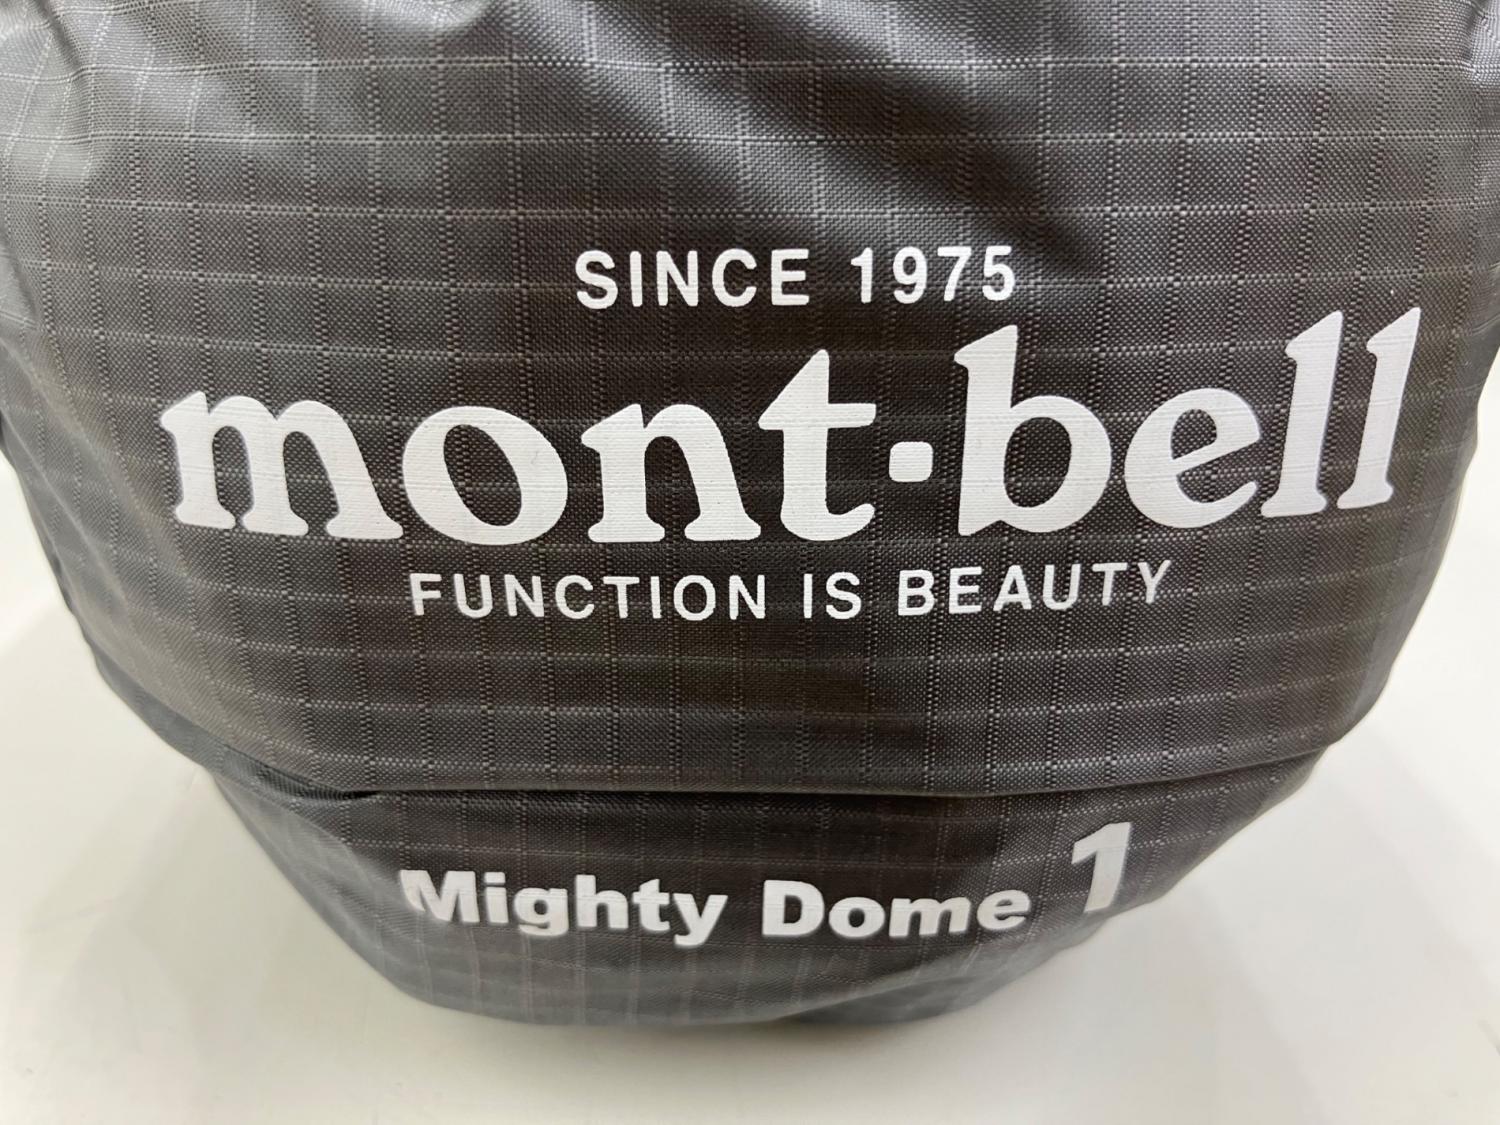 SINCE 1975
mont·bell
FUNCTION IS BEAUTY
Mighty Dome 1